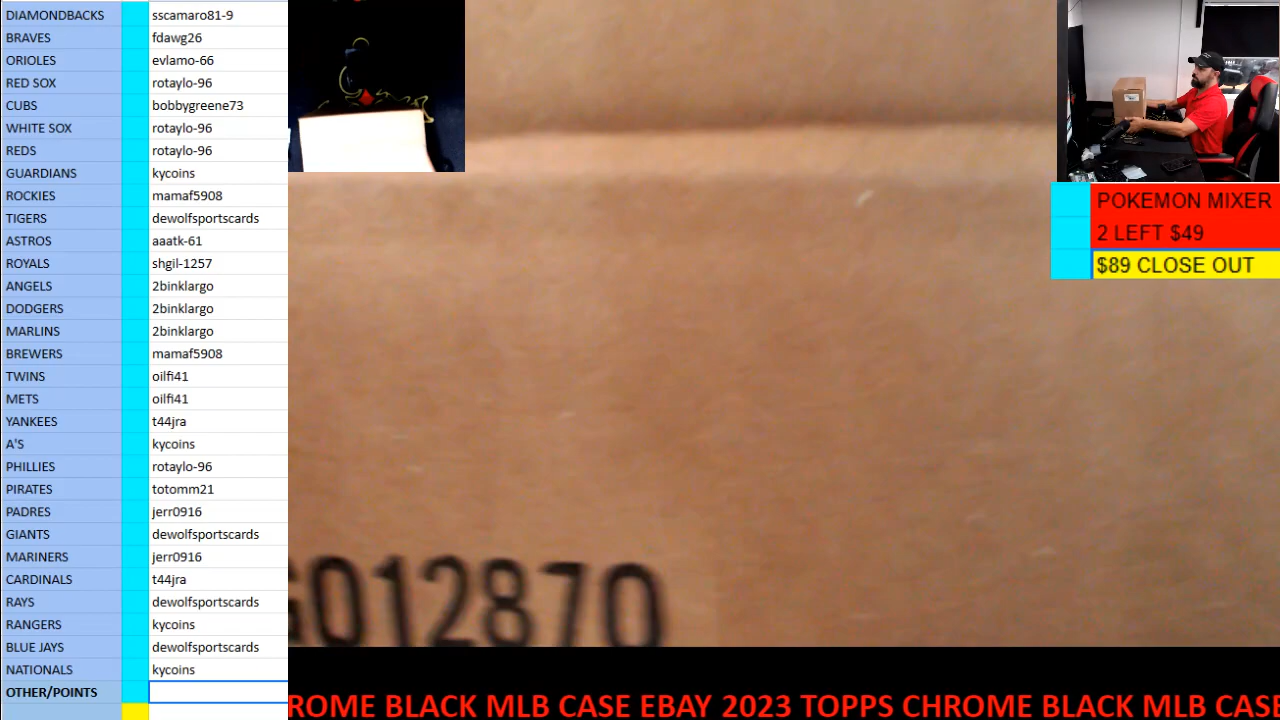 DIAMONDBACKS sscamaro81-9
BRAVES fdawg26
ORIOLES evlamo-66
RED SOX rotaylo-96
CUBS bobbygreene73
WHITE SOX rotaylo-96
REDS rotaylo-96
GUARDIANS kycoins
ROCKIES mamaf5908
TIGERS dewolfsportscards
ASTROS aaatk-61
ROYALS shgil-1257
ANGELS 2binklargo
DODGERS 2binklargo
MARLINS 2binklargo
BREWERS mamaf5908
TWINS oilfi41
METS oilfi41
YANKEES t44jra
A'S kycoins
PHILLIES rotaylo-96
PIRATES totomm21
PADRES jerr0916
GIANTS dewolfsportscards
MARINERS jerr0916
CARDINALS t44jra
RAYS dewolfsportscards
RANGERS kycoins
BLUE JAYS dewolfsportscards
NATIONALS kycoins
OTHER/POINTS
POKEMON MIXER
2 LEFT $49
$89 CLOSE OUT
012870
ROME BLACK MLB CASE EBAY 2023 TOPPS CHROME BLACK MLB CASE